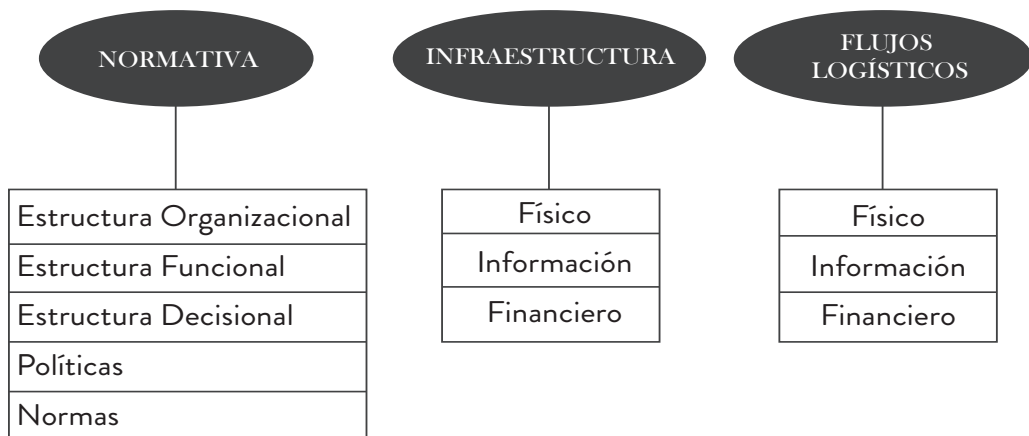 NORMATIVA
Estructura Organizacional
Estructura Funcional
Estructura Decisional
Políticas
Normas
INFRAESTRUCTURA
Físico
Información
Financiero
FLUJOS
LOGÍSTICOS
Físico
Información
Financiero